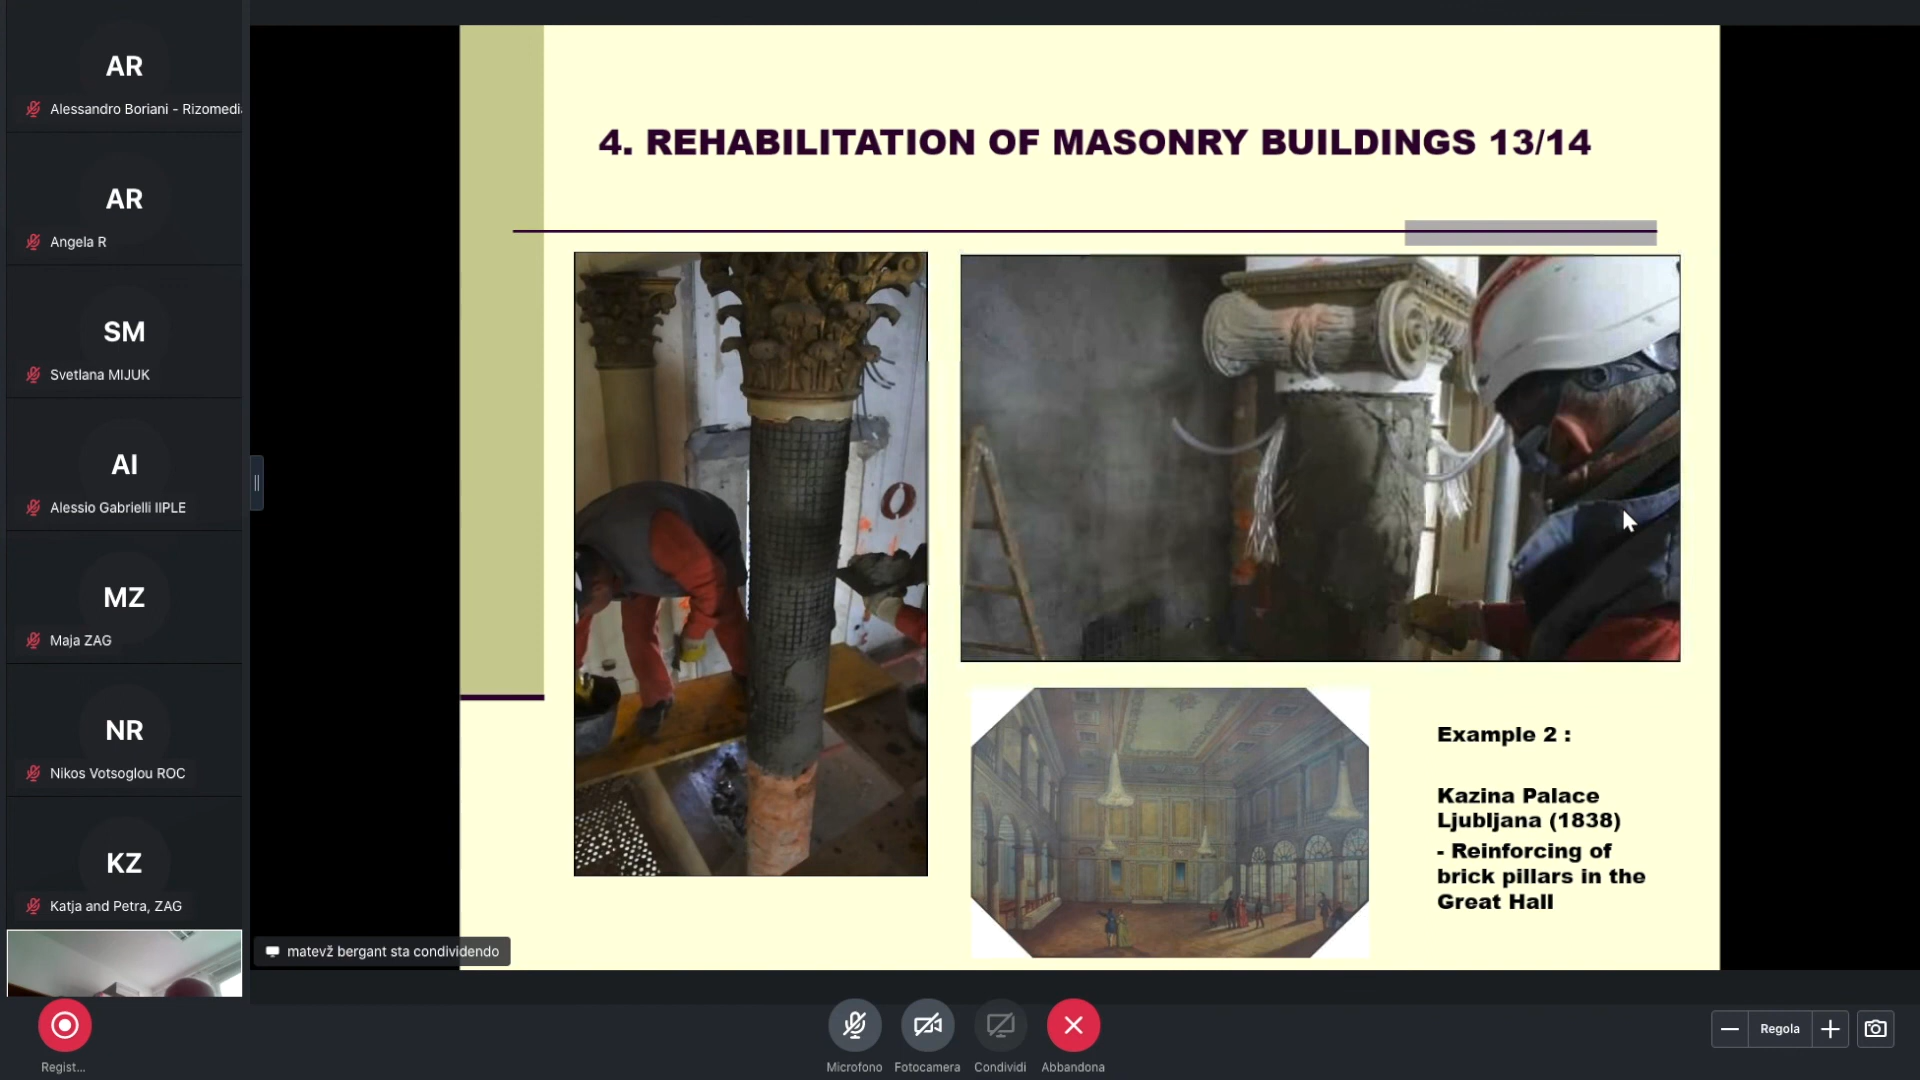 AR
Alessandro Boriani - Rizomedi
AR
Angela R
SM
Svetlana MIJUK
AI
Alessio Gabrielli IIPLE
MZ
Maja ZAG
NR
Nikos Votsoglou ROC
KZ
Katja and Petra, ZAG
4. REHABILITATION OF MASONRY BUILDINGS 13/14
Example 2 :
Kazina Palace
Ljubljana (1838)
- Reinforcing of
brick pillars in the
Great Hall
matevž bergant sta condividendo
Regist...
Microfono
Fotocamera
Condividi
Abbandona
Regola